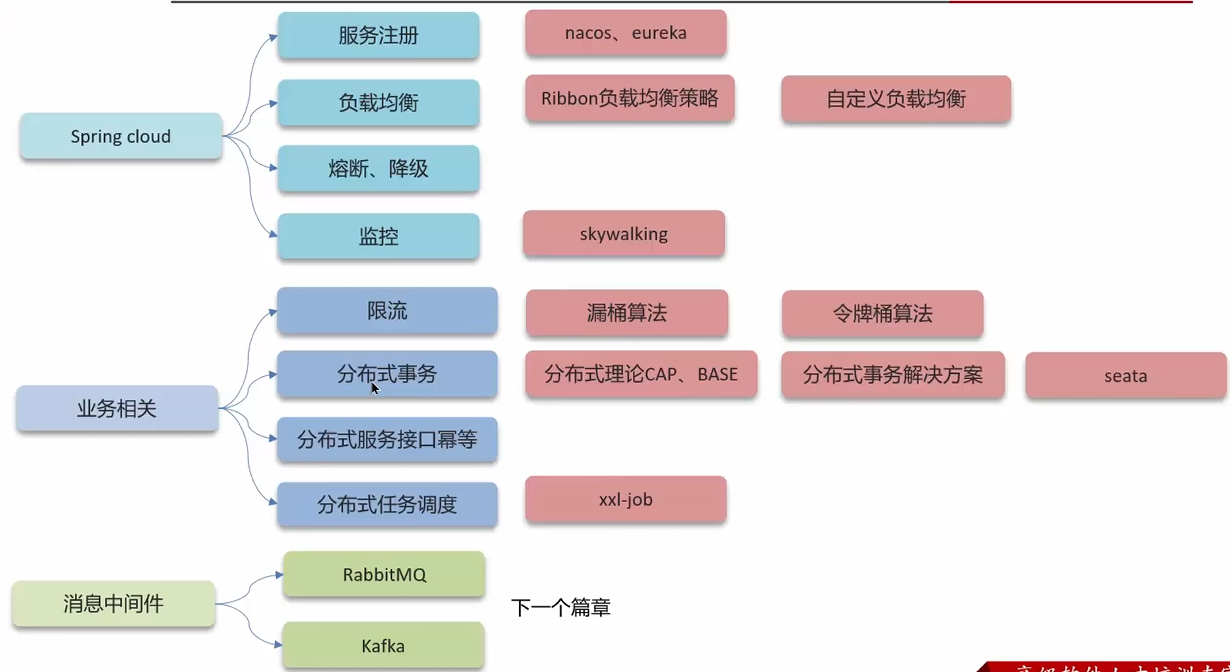 服务注册
nacos、eureka
负载均衡
Ribbon负载均衡策略
自定义负载均衡
Spring cloud
熔断、降级
监控
skywalking
限流
漏桶算法
令牌桶算法
分布式事务
分布式理论CAP、BASE
分布式事务解决方案
seata
业务相关
分布式服务接口幂等
分布式任务调度
xxl-job
RabbitMQ
消息中间件
下一个篇章
Kafka